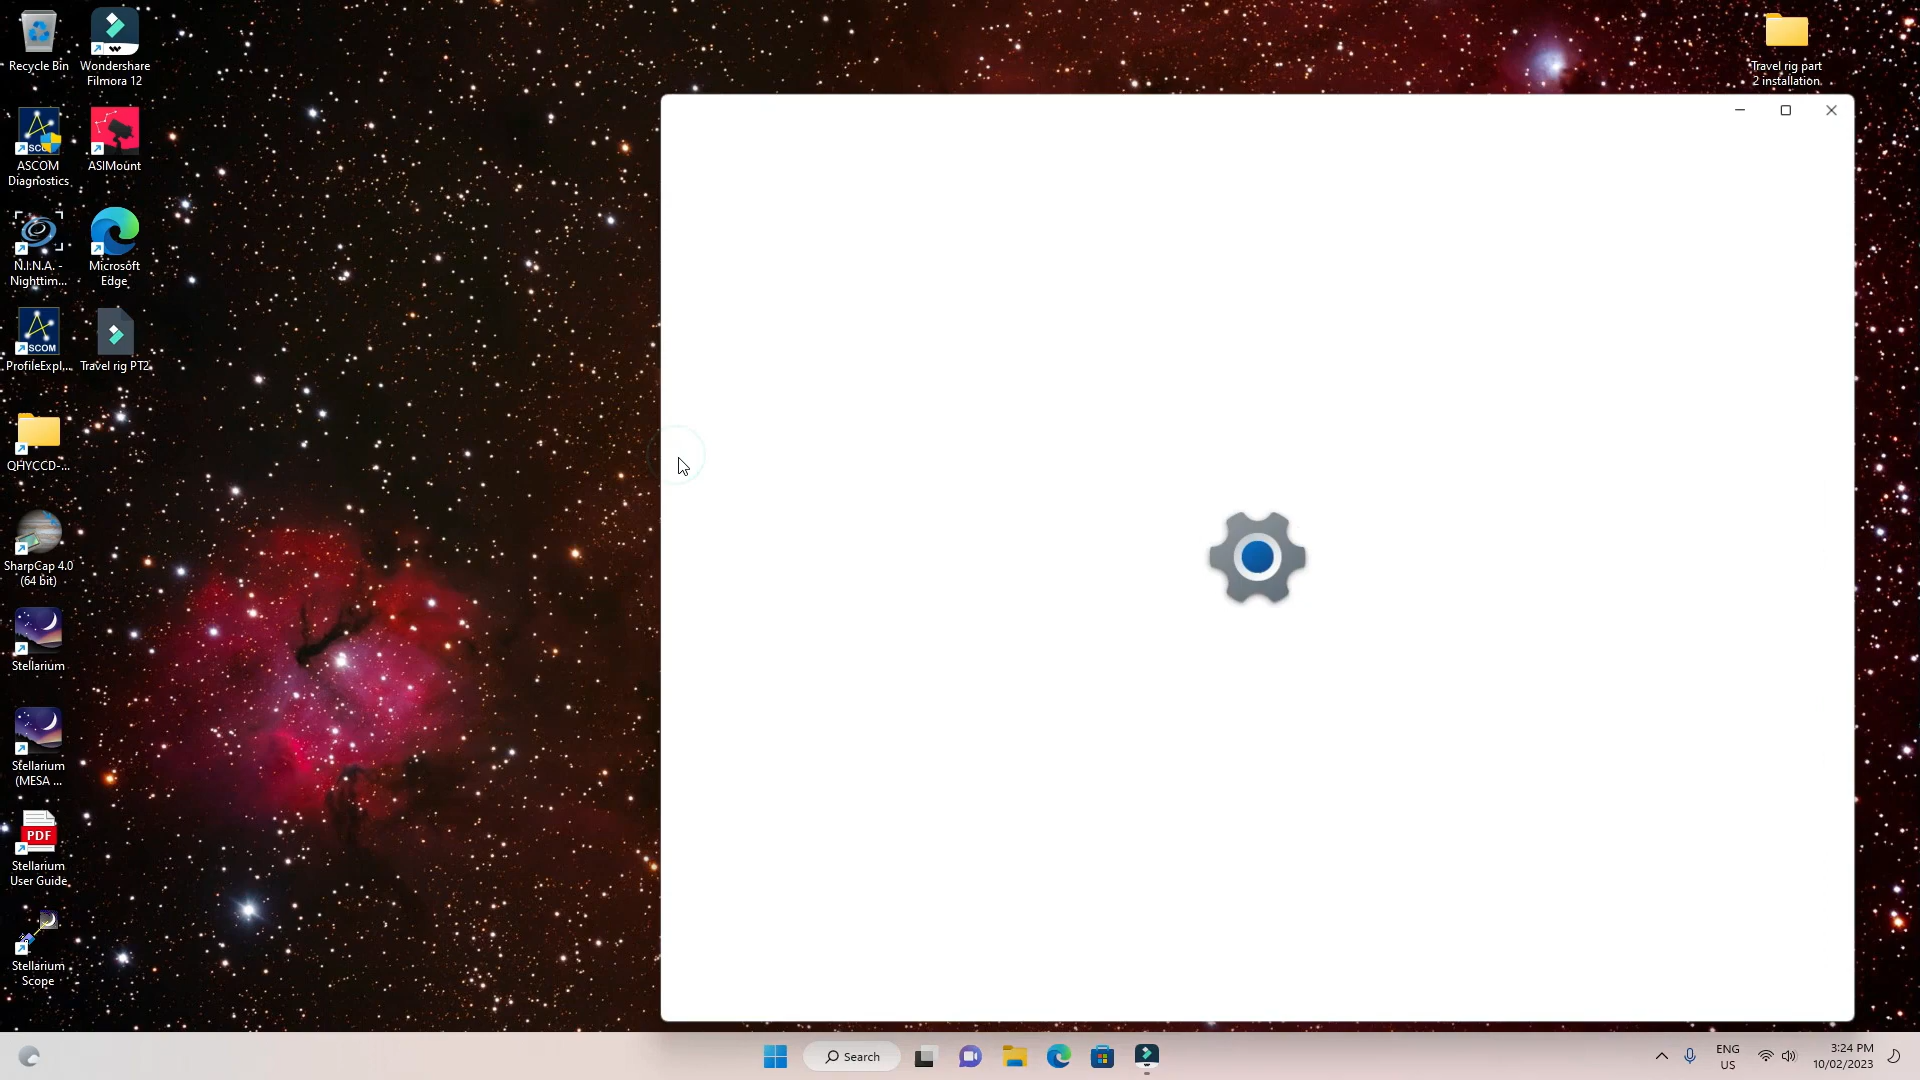 Recycle Bin
Wondershare
Filmora 12
ASCOM
Diagnostics
ASIMount
N.I.N.A. -
Nighttim...
Microsoft
Edge
SCOM
ProfileExpl...
Travel rig PT2
QHYCCD-...
SharpCap 4.0
(64 bit)
Stellarium
Stellarium
(MESA ...
PDF
Stellarium
User Guide
Stellarium
Scope
Travel rig part
2 installation
Search
ENG
US
3:24 PM
10/02/2023